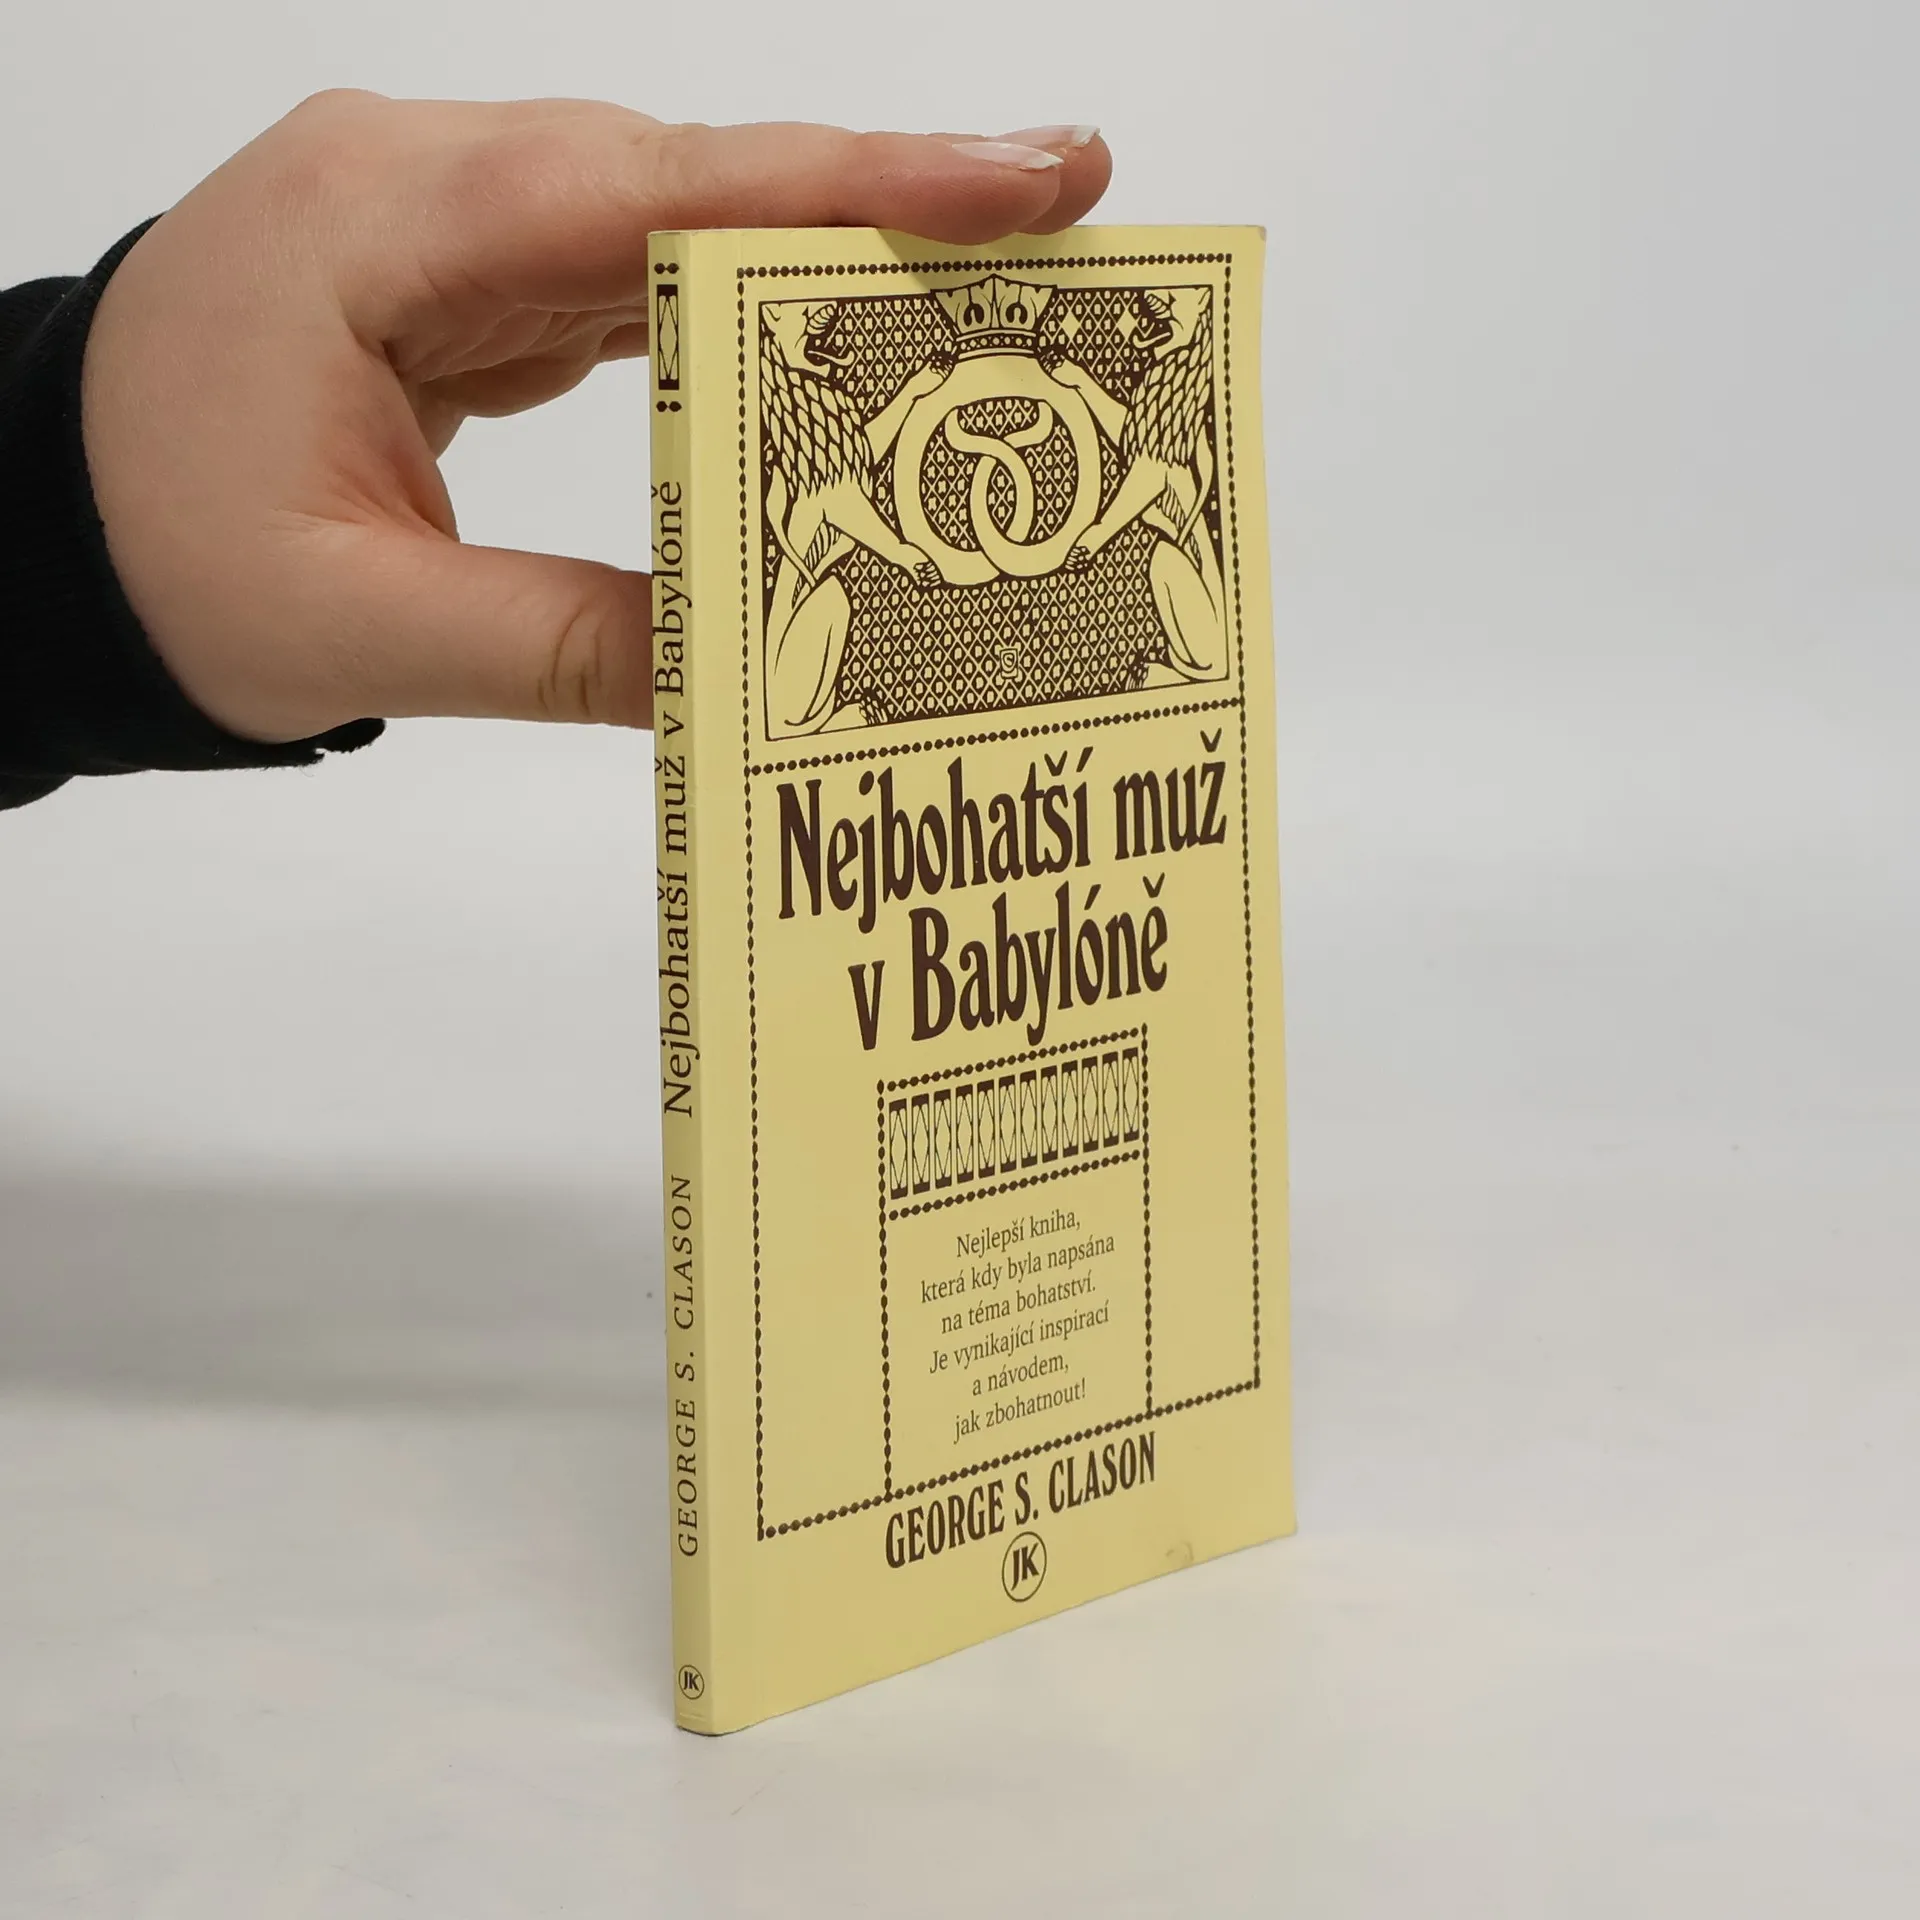 Nejbohatší muž
v Babylóně
Nejlepší kniha,
která kdy byla napsána
na téma bohatství.
Je vynikající inspirací
a návodem,
jak zbohatnout!
GEORGE S. CLASON
JK
GEORGE S. CLASON Nejbohatší muž v Babylóně
JK